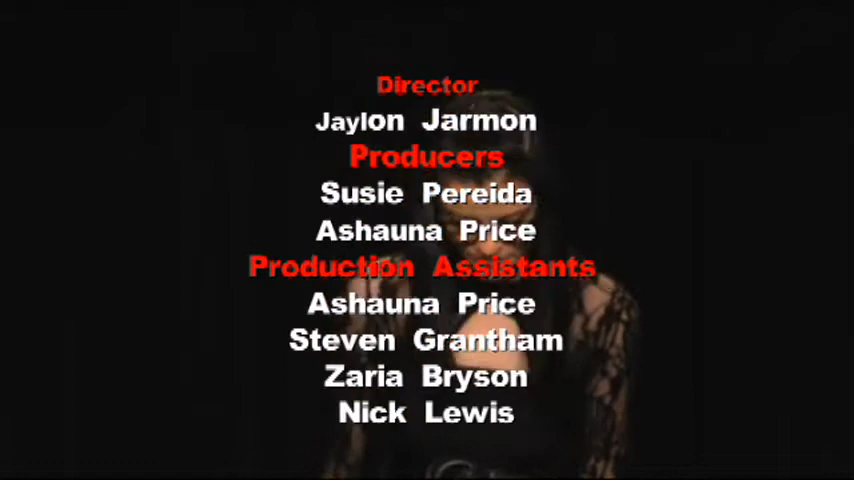 Director
Jaylon Jarmon
Producers
Susie Pereida
Ashauna Price
Production Assistants
Ashauna Price
Steven Grantham
Zaria Bryson
Nick Lewis